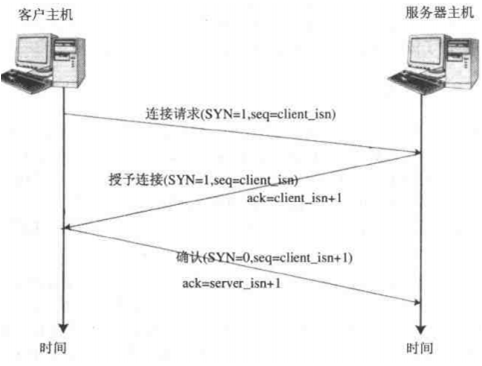 客户主机
服务器主机
连接请求(SYN=1,seq=client_isn)
授予连接(SYN=1,seq=client_isn)
ack=client_isn+1
确认(SYN=0,seq=client_isn+1)
ack=server_isn+1
时间
时间